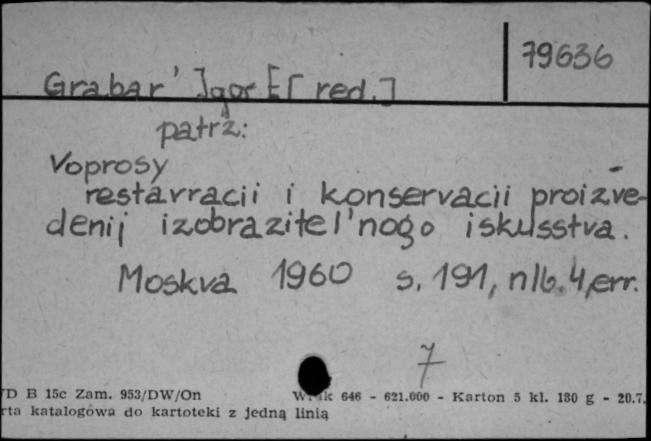 79636
Grabar' Igor E[ red.]
patrz:
Voprosy
restavracii i konservacii proizve-
denij izobrazitel'nogo iskusstva.
Moskva 1960 s. 191, nlb. 4, err.
7
/D B 15c Zam. 953/DW/On 646 - 621.000 - Karton 5 kl. 180 g - 20.7.
rta katalogowa do kartoteki z jedną linią